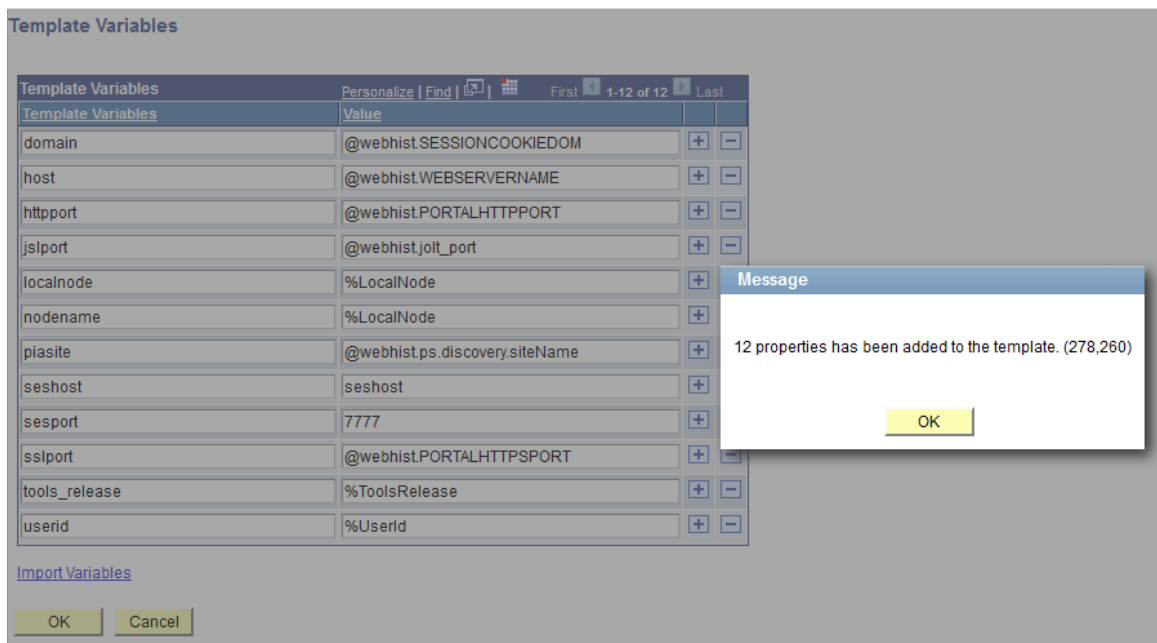 Template Variables
Template Variables Personalize | Find | | First 1-12 of 12 Last
Template Variables Value
domain @webhist.SESSIONCOOKIEDOM
host @webhist.WEBSERVERNAME
httpport @webhist.PORTALHTTPPORT
jslport @webhist.jolt_port
localnode %LocalNode
nodename %LocalNode
piasite @webhist.ps.discovery.siteName
seshost seshost
sesport 7777
sslport @webhist.PORTALHTTPSPORT
tools_release %ToolsRelease
userid %UserId
Import Variables
OK Cancel
Message
12 properties has been added to the template. (278,260)
OK